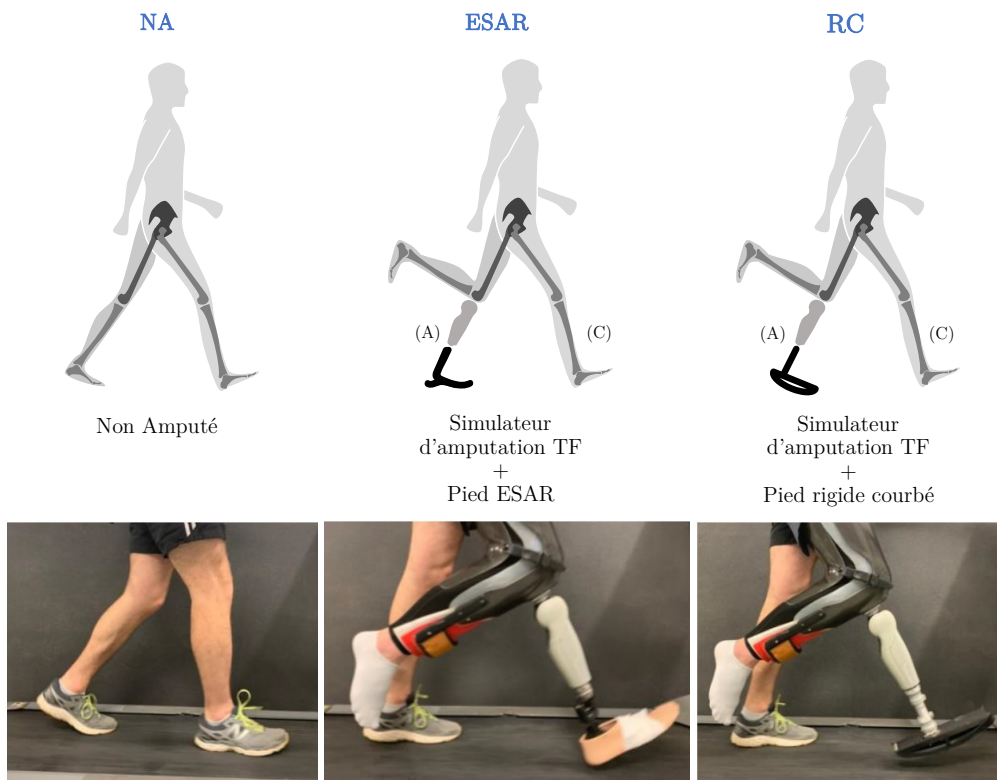 NA
ESAR
RC
(A)
(C)
(A)
(C)
Non Amputé
Simulateur
d'amputation TF
+
Pied ESAR
Simulateur
d'amputation TF
+
Pied rigide courbé